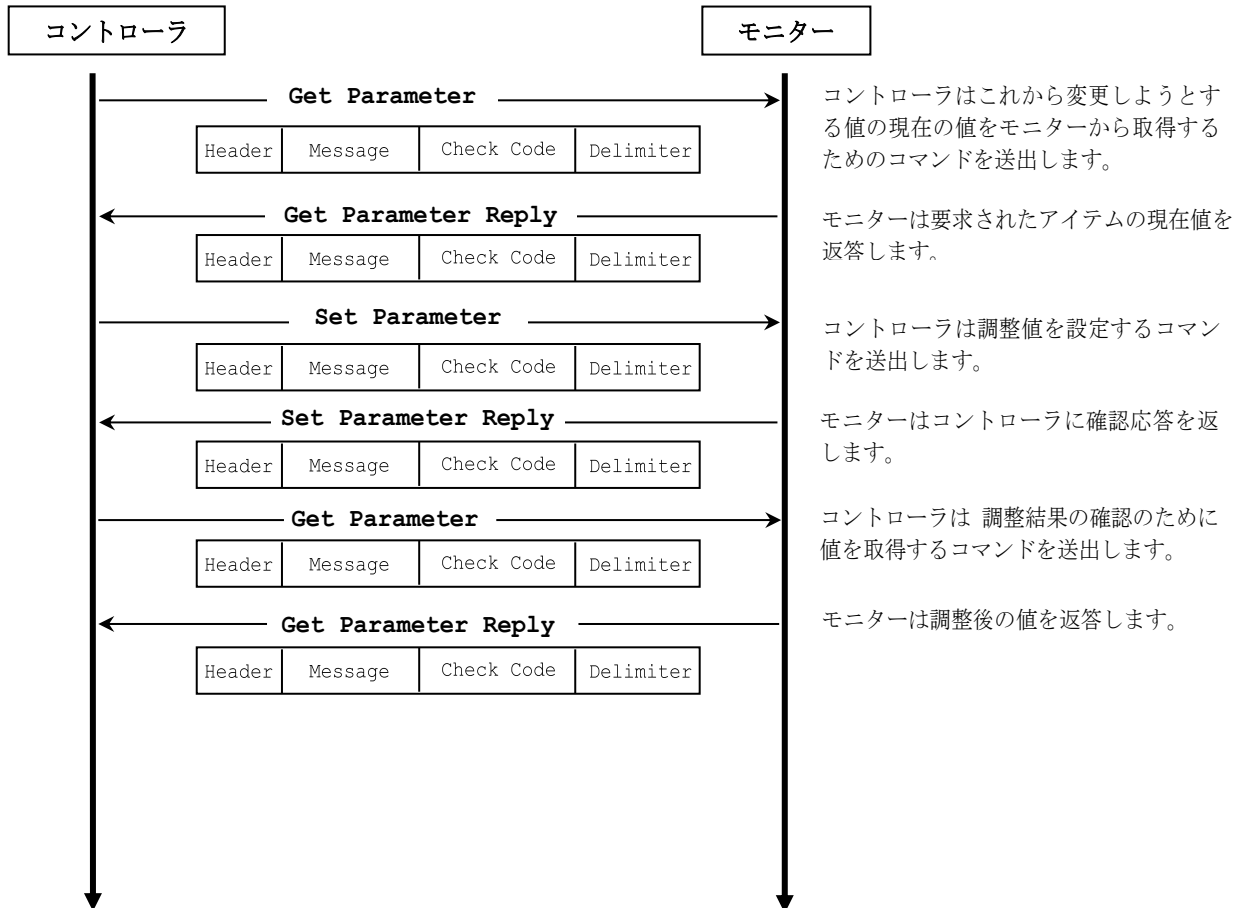 コントローラ
モニター
Get Parameter
コントローラはこれから変更しようとす
る値の現在の値をモニターから取得する
ためのコマンドを送出します。
Header Message Check Code Delimiter
Get Parameter Reply
モニターは要求されたアイテムの現在値を
返答します。
Header Message Check Code Delimiter
Set Parameter
コントローラは調整値を設定するコマン
ドを送出します。
Header Message Check Code Delimiter
Set Parameter Reply
モニターはコントローラに確認応答を返
します。
Header Message Check Code Delimiter
Get Parameter
コントローラは 調整結果の確認のために
値を取得するコマンドを送出します。
Header Message Check Code Delimiter
Get Parameter Reply
モニターは調整後の値を返答します。
Header Message Check Code Delimiter